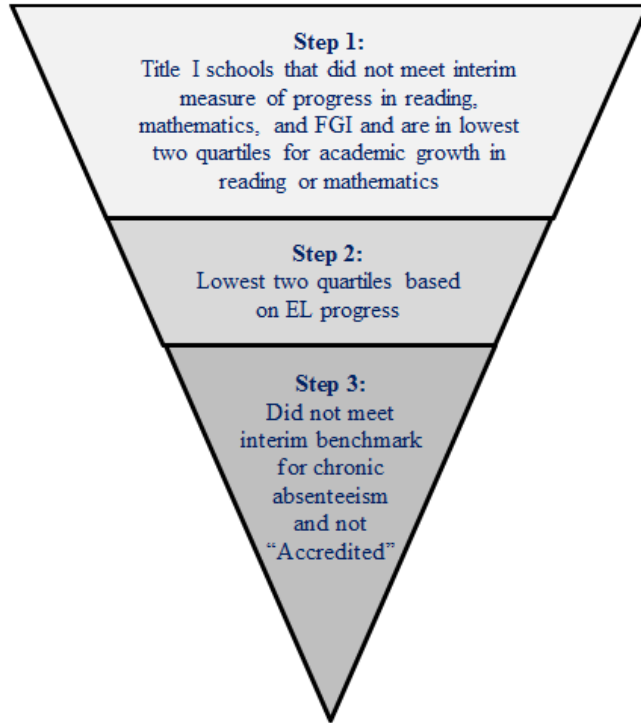 Step 1:
Title I schools that did not meet interim
measure of progress in reading,
mathematics, and FGI and are in lowest
two quartiles for academic growth in
reading or mathematics
Step 2:
Lowest two quartiles based
on EL progress
Step 3:
Did not meet
interim benchmark
for chronic
absenteeism
and not
“Accredited”